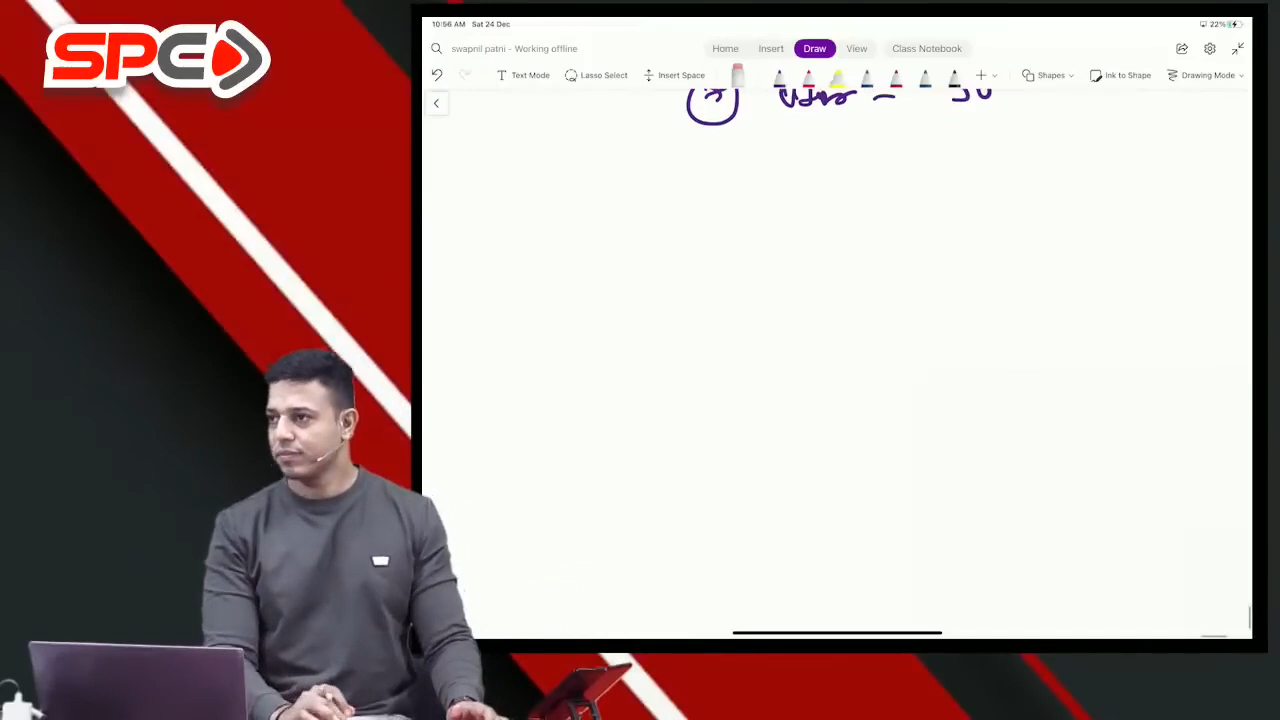 SPC
10:56 AM Sat 24 Dec
22%
swapnil patni - Working offline
Home Insert Draw View Class Notebook
Text Mode Lasso Select Insert Space Shapes Ink to Shape Drawing Mode